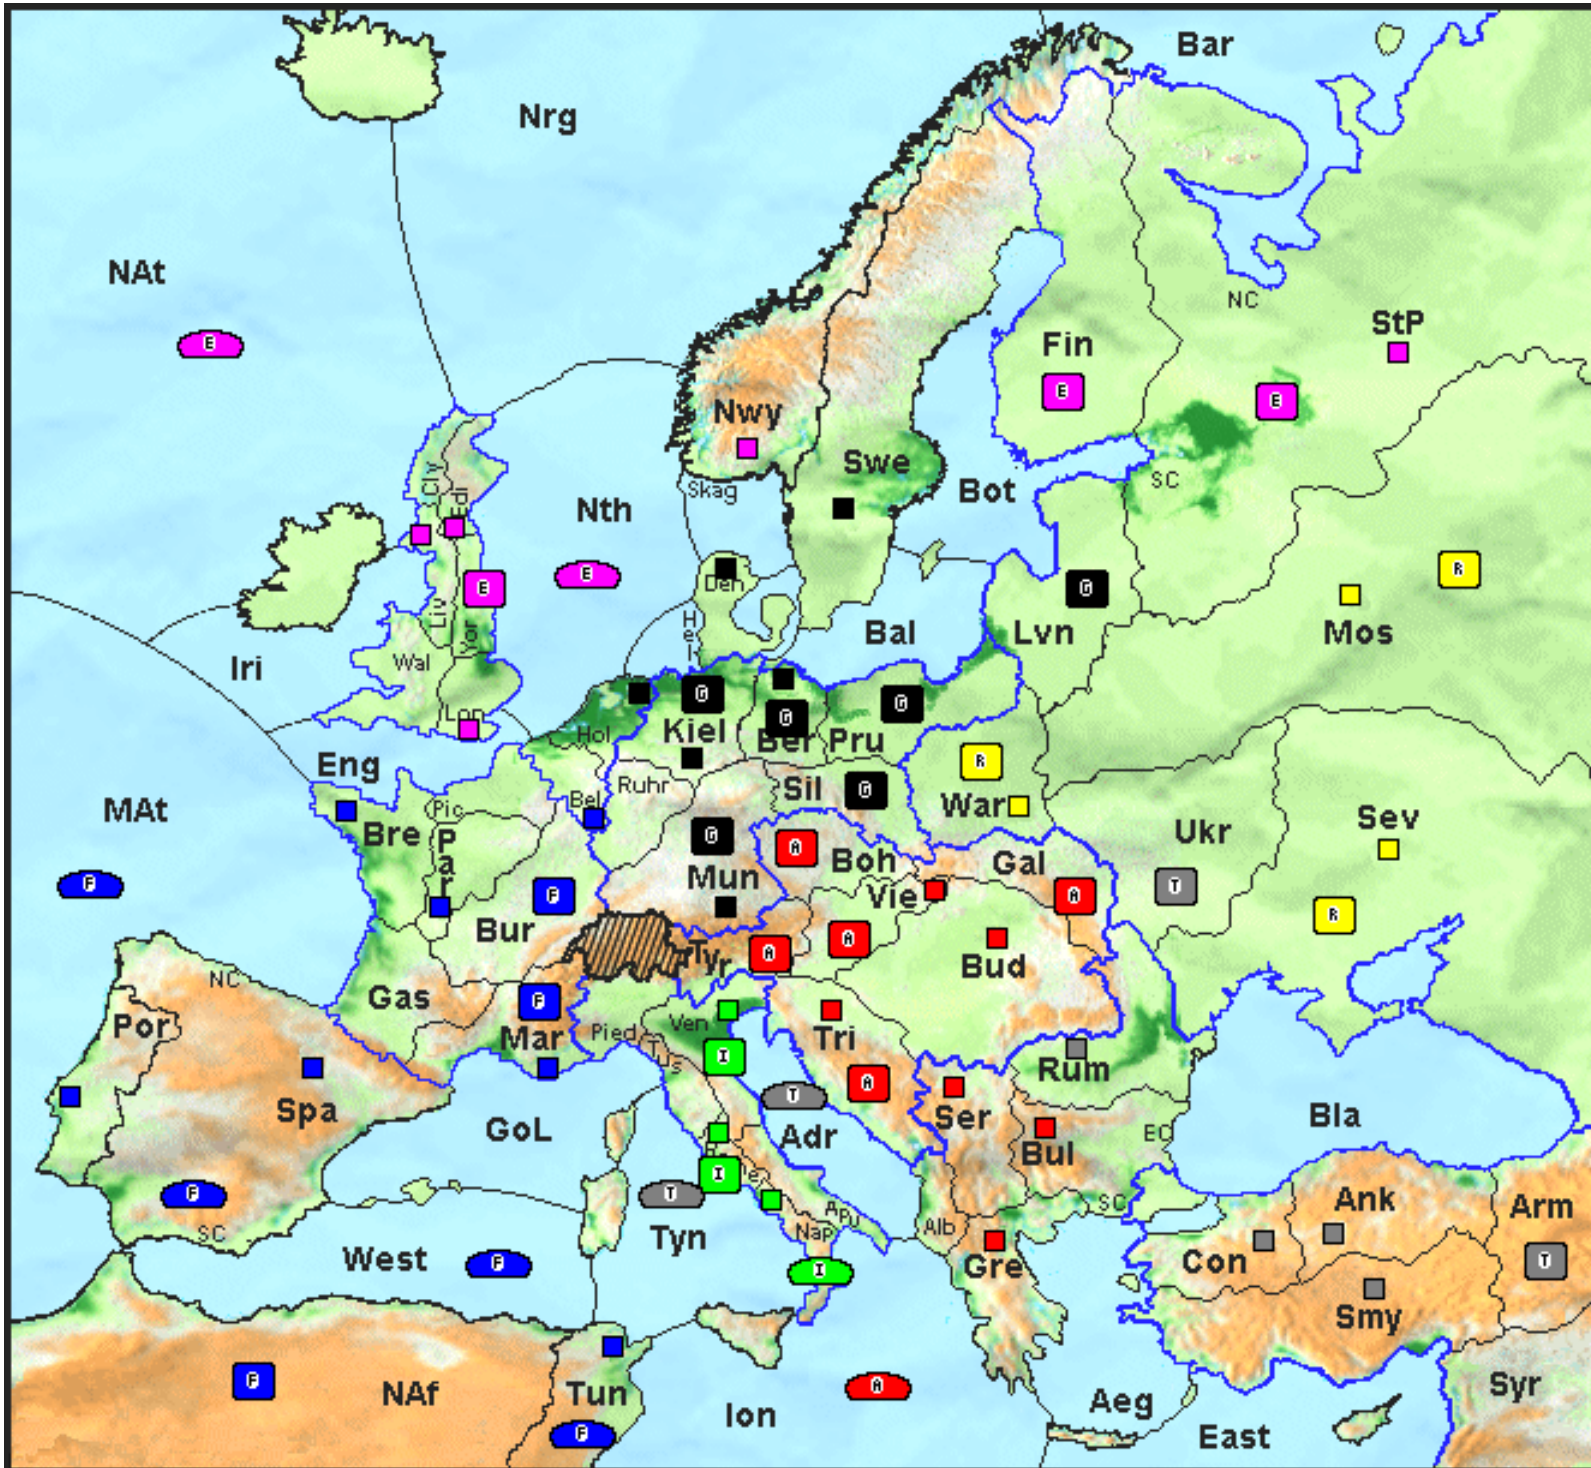 Bar
Nrg
NAt
NC
StP
Fin
E
E
E
Nwy
Swe
Cly
Edi
Skag
Bot
SC
Nth
E
E
R
Den
G
Liv
Yor
Hel
Bal
Lvn
Mos
Iri
Wal
G
G
G
Lon
Hol
Kiel
Ber
Pru
Eng
R
Ruhr
Sil
G
War
MAt
Pic
Bel
Bre
Par
G
A
Boh
Gal
Ukr
Sev
F
F
Mun
Vie
A
T
R
Bur
A
A
Tyr
Bud
NC
Gas
F
Por
Mar
Pied
Ven
Tri
Tus
I
Rum
A
T
Spa
GoL
Adr
Ser
Bul
EC
Bla
Rom
I
F
T
SC
Ank
Arm
SC
Tyn
Apu
Nap
Alb
West
F
I
Gre
Con
T
Smy
F
NAf
Tun
Ion
A
Aeg
Syr
F
East